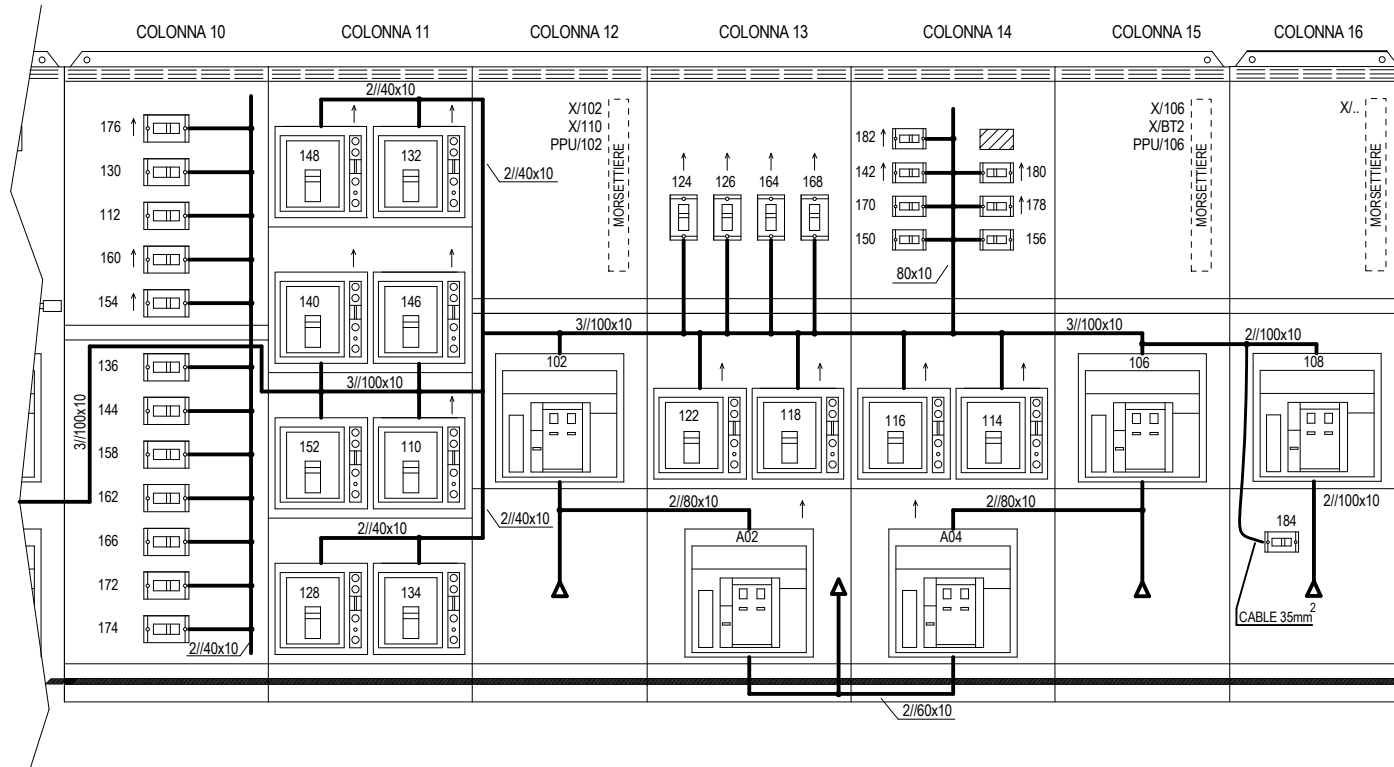 COLONNA 10
COLONNA 11
COLONNA 12
COLONNA 13
COLONNA 14
COLONNA 15
COLONNA 16
176
130
112
160
154
136
144
158
162
166
172
174
3//100x10
2//40x10
2//40x10
148
132
140
146
3//100x10
152
110
2//40x10
128
134
2//40x10
2//40x10
X/102
X/110
PPU/102
MORSETTIERE
3//100x10
102
2//80x10
124
126
164
168
122
118
A02
182
142
170
150
180
178
156
80x10
116
114
2//80x10
A04
2//60x10
X/106
X/BT2
PPU/106
MORSETTIERE
3//100x10
106
X/..
MORSETTIERE
2//100x10
108
2//100x10
184
CABLE 35mm²